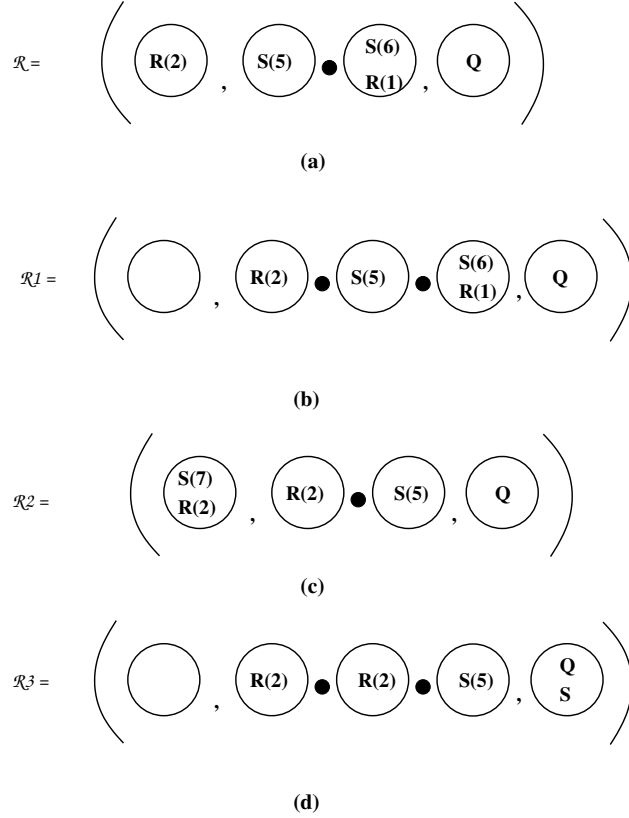 R = R(2) , S(5) S(6) R(1) , Q
(a)
R1 = , R(2) S(5) S(6) R(1) , Q
(b)
R2 = S(7) R(2) , R(2) S(5) , Q
(c)
R3 = , R(2) R(2) S(5) , Q S
(d)